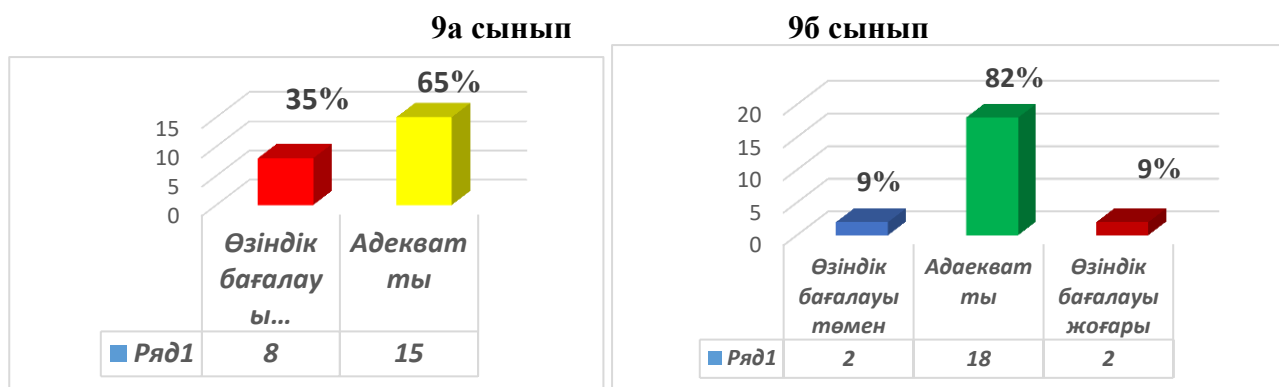 9а сынып
9б сынып
35%
65%
15
10
5
0
Өзіндік
бағалау
ы...
Адекват
ты
Ряд1
8
15
82%
9%
9%
20
15
10
5
0
Өзіндік
бағалауы
төмен
Адаекват
ты
Өзіндік
бағалауы
жоғары
Ряд1
2
18
2